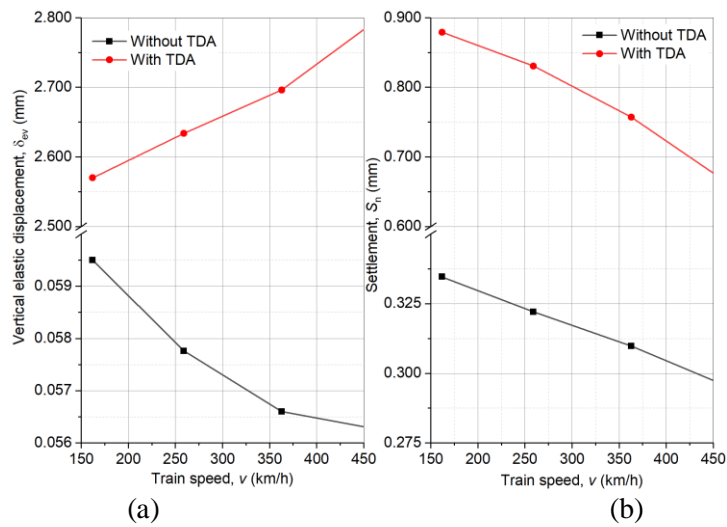 2.800
2.700
2.600
2.500
0.059
0.058
0.057
0.056
Vertical elastic displacement, δev (mm)
Without TDA
With TDA
150 200 250 300 350 400 450
Train speed, v (km/h)
(a)
0.900
0.800
0.700
0.600
0.325
0.300
0.275
Settlement, Sn (mm)
Without TDA
With TDA
150 200 250 300 350 400 450
Train speed, v (km/h)
(b)